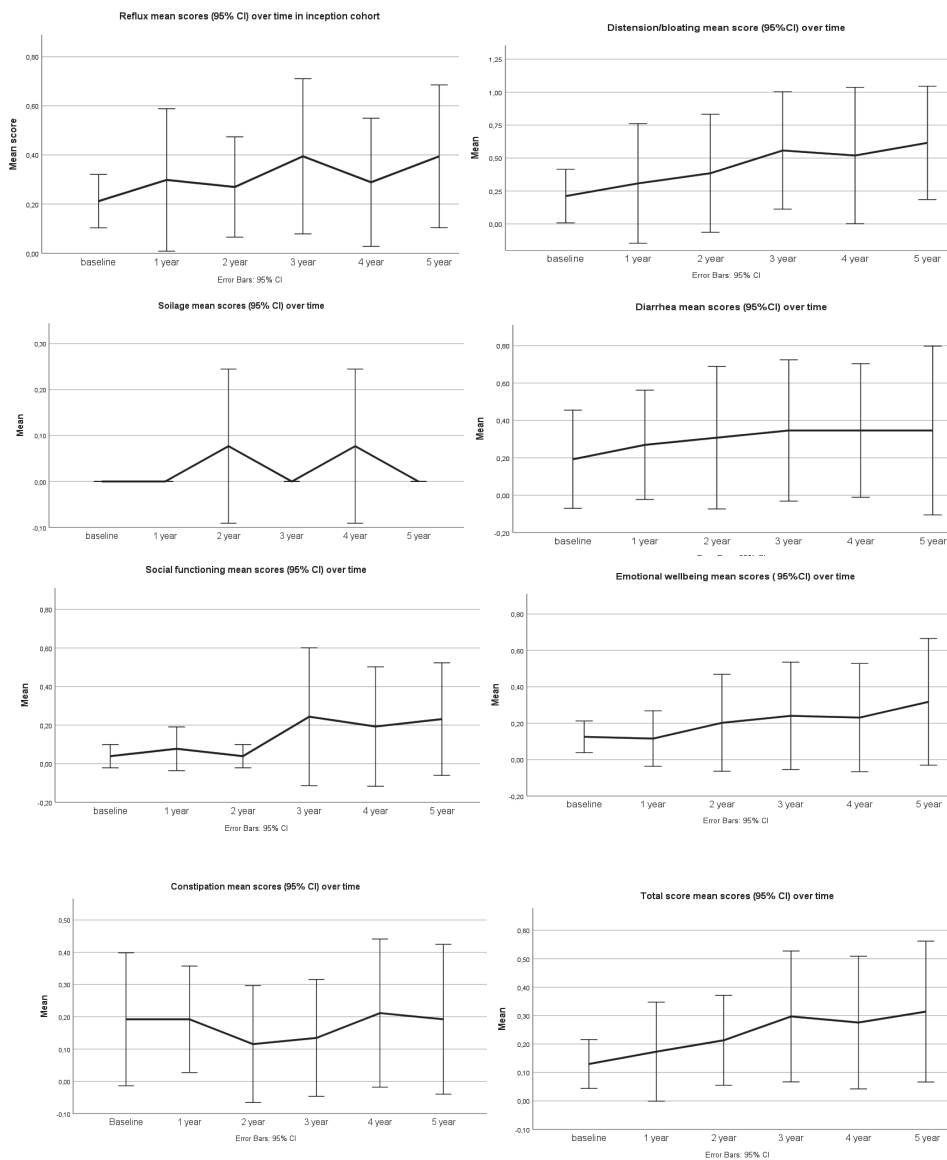 Reflux mean scores (95% CI) over time in inception cohort
Mean score
0,80
0,60
0,40
0,20
0,00
baseline 1 year 2 year 3 year 4 year 5 year
Error Bars: 95% CI
Distension/bloating mean score (95%CI) over time
Mean
1,25
1,00
0,75
0,50
0,25
0,00
baseline 1 year 2 year 3 year 4 year 5 year
Error Bars: 95% CI
Soilage mean scores (95% CI) over time
Mean
0,30
0,20
0,10
0,00
-0,10
baseline 1 year 2 year 3 year 4 year 5 year
Diarrhea mean scores (95%CI) over time
Mean
0,80
0,60
0,40
0,20
0,00
-0,20
baseline 1 year 2 year 3 year 4 year 5 year
Social functioning mean scores (95% CI) over time
Mean
0,80
0,60
0,40
0,20
0,00
-0,20
baseline 1 year 2 year 3 year 4 year 5 year
Error Bars: 95% CI
Emotional wellbeing mean scores ( 95%CI) over time
Mean
0,80
0,60
0,40
0,20
0,00
-0,20
baseline 1 year 2 year 3 year 4 year 5 year
Error Bars: 95% CI
Constipation mean scores (95% CI) over time
Mean
0,50
0,40
0,30
0,20
0,10
0,00
-0,10
Baseline 1 year 2 year 3 year 4 year 5 year
Error Bars: 95% CI
Total score mean scores (95% CI) over time
Mean
0,60
0,50
0,40
0,30
0,20
0,10
0,00
-0,10
baseline 1 year 2 year 3 year 4 year 5 year
Error Bars: 95% CI